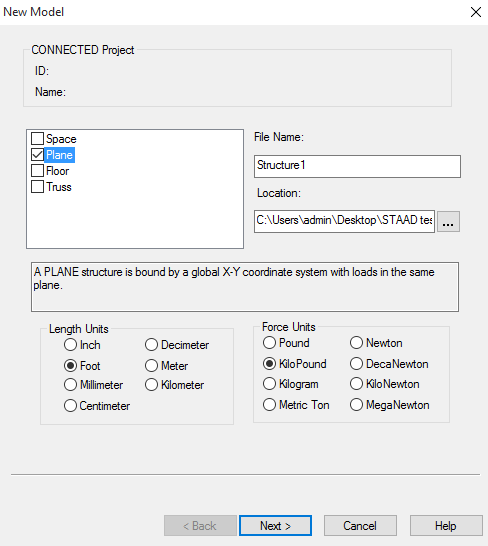 New Model
CONNECTED Project
ID:
Name:
Space
Plane
Floor
Truss
File Name:
Structure1
Location:
C:\Users\admin\Desktop\STAAD tes
...
A PLANE structure is bound by a global X-Y coordinate system with loads in the same
plane.
Length Units
Inch
Decimeter
Foot
Meter
Millimeter
Kilometer
Centimeter
Force Units
Pound
Newton
KiloPound
DecaNewton
Kilogram
KiloNewton
Metric Ton
MegaNewton
< Back
Next >
Cancel
Help